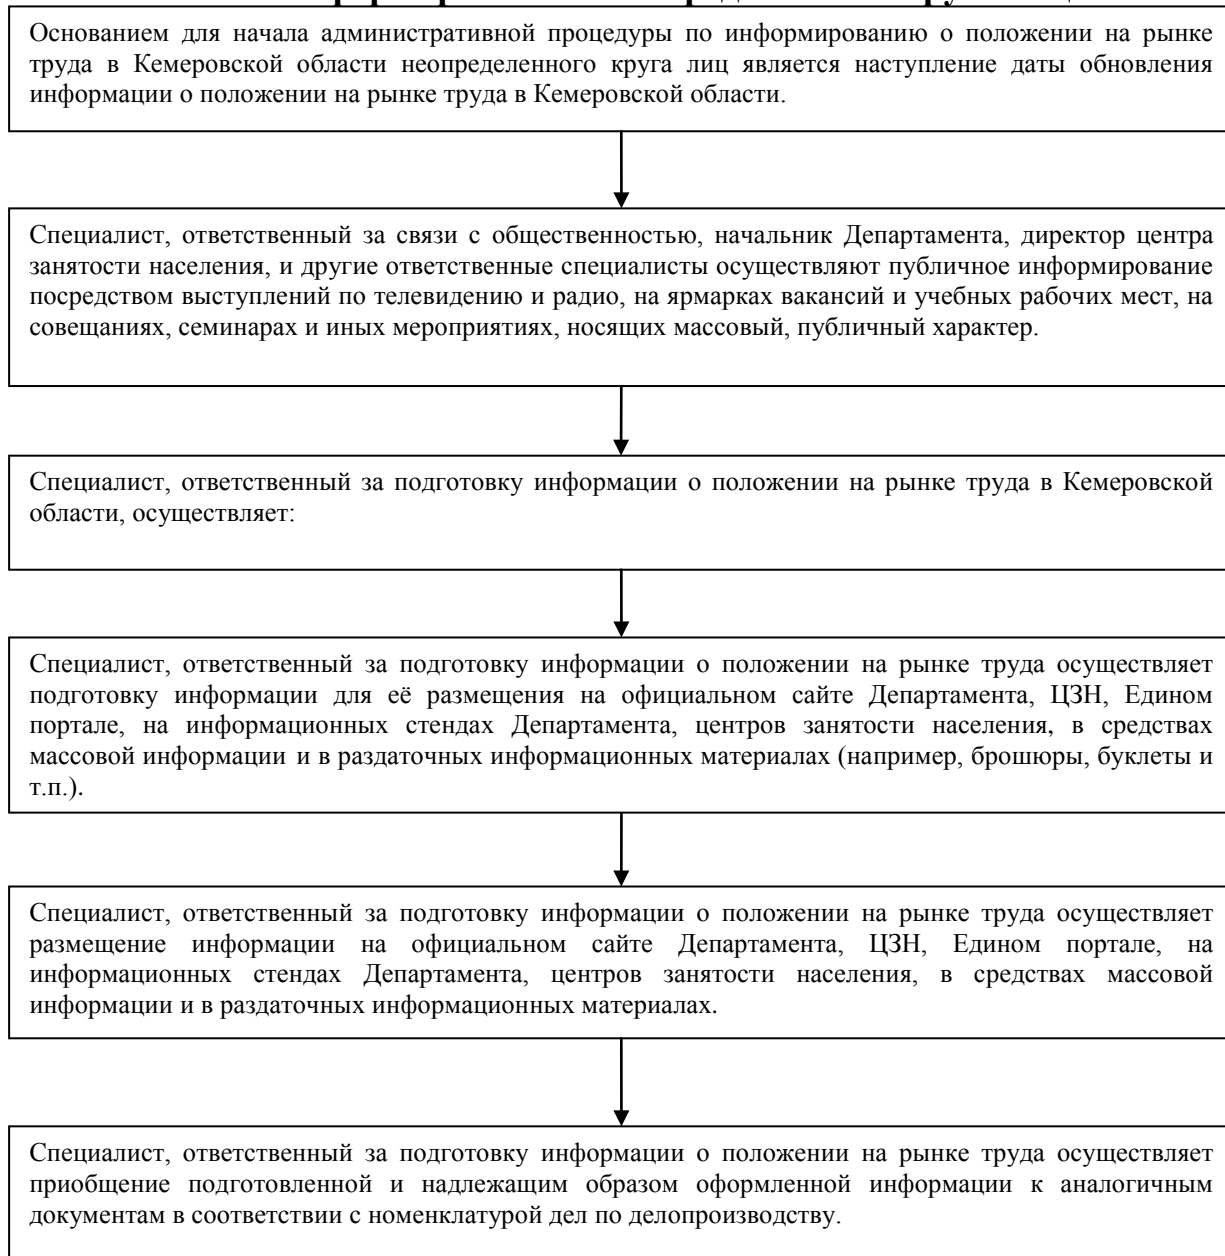 Основанием для начала административной процедуры по информированию о положении на рынке
труда в Кемеровской области неопределенного круга лиц является наступление даты обновления
информации о положении на рынке труда в Кемеровской области.
Специалист, ответственный за связи с общественностью, начальник Департамента, директор центра
занятости населения, и другие ответственные специалисты осуществляют публичное информирование
посредством выступлений по телевидению и радио, на ярмарках вакансий и учебных рабочих мест, на
совещаниях, семинарах и иных мероприятиях, носящих массовый, публичный характер.
Специалист, ответственный за подготовку информации о положении на рынке труда в Кемеровской
области, осуществляет:
Специалист, ответственный за подготовку информации о положении на рынке труда осуществляет
подготовку информации для её размещения на официальном сайте Департамента, ЦЗН, Едином
портале, на информационных стендах Департамента, центров занятости населения, в средствах
массовой информации и в раздаточных информационных материалах (например, брошюры, буклеты и
т.п.).
Специалист, ответственный за подготовку информации о положении на рынке труда осуществляет
размещение информации на официальном сайте Департамента, ЦЗН, Едином портале, на
информационных стендах Департамента, центров занятости населения, в средствах массовой
информации и в раздаточных информационных материалах.
Специалист, ответственный за подготовку информации о положении на рынке труда осуществляет
приобщение подготовленной и надлежащим образом оформленной информации к аналогичным
документам в соответствии с номенклатурой дел по делопроизводству.